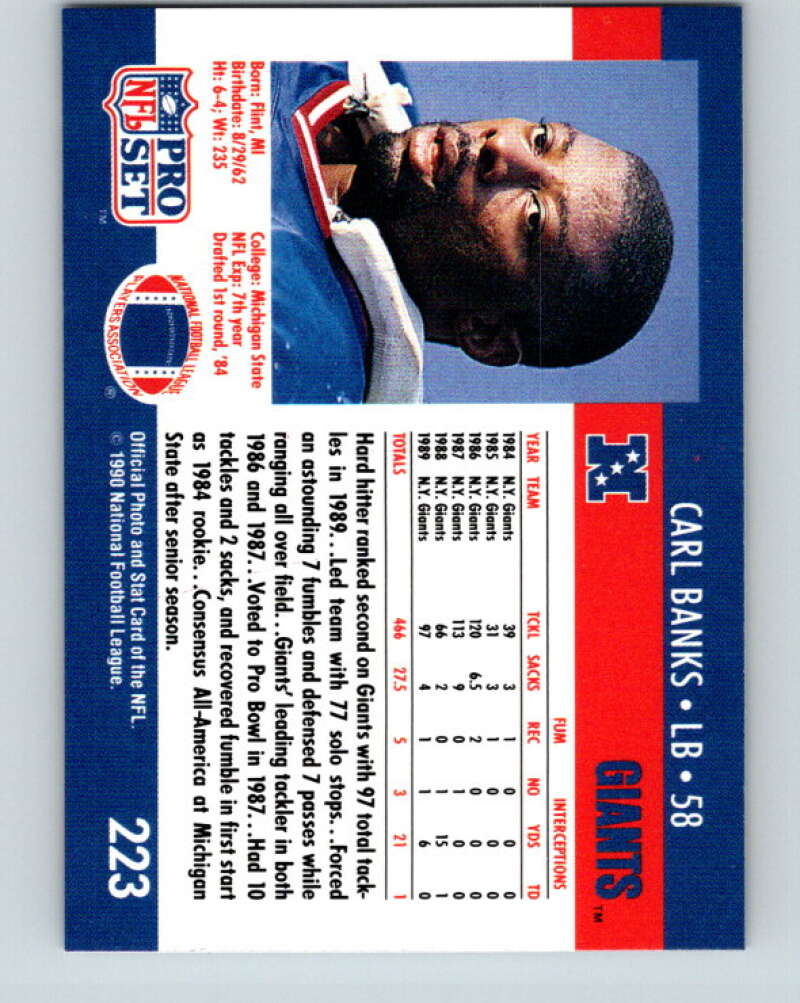 CARL BANKS • LB • 58
GIANTS™
Born: Flint, MI
Birthdate: 8/29/62
Ht: 6-4; Wt: 235
College: Michigan State
NFL Exp: 7th year
Drafted 1st round, '84
FUM INTERCEPTIONS
YEAR TEAM TCKL SACKS REC NO YDS TD
1984 N.Y. Giants 39 3 1 0 0 0
1985 N.Y. Giants 31 3 1 0 0 0
1986 N.Y. Giants 120 6.5 2 0 0 0
1987 N.Y. Giants 113 9 0 1 0 0
1988 N.Y. Giants 66 2 0 1 15 1
1989 N.Y. Giants 97 4 1 1 6 0
TOTALS 466 27.5 5 3 21 1
Hard hitter ranked second on Giants with 97 total tack-
les in 1989...Led team with 77 solo stops...Forced
an astounding 7 fumbles and defensed 7 passes while
ranging all over field...Giants' leading tackler in both
1986 and 1987...Voted to Pro Bowl in 1987...Had 10
tackles and 2 sacks, and recovered fumble in first start
as 1984 rookie...Consensus All-America at Michigan
State after senior season.
NFL PRO SET
TM
NATIONAL FOOTBALL LEAGUE
PLAYERS ASSOCIATION ®
Official Photo and Stat Card of the NFL.
© 1990 National Football League.
223